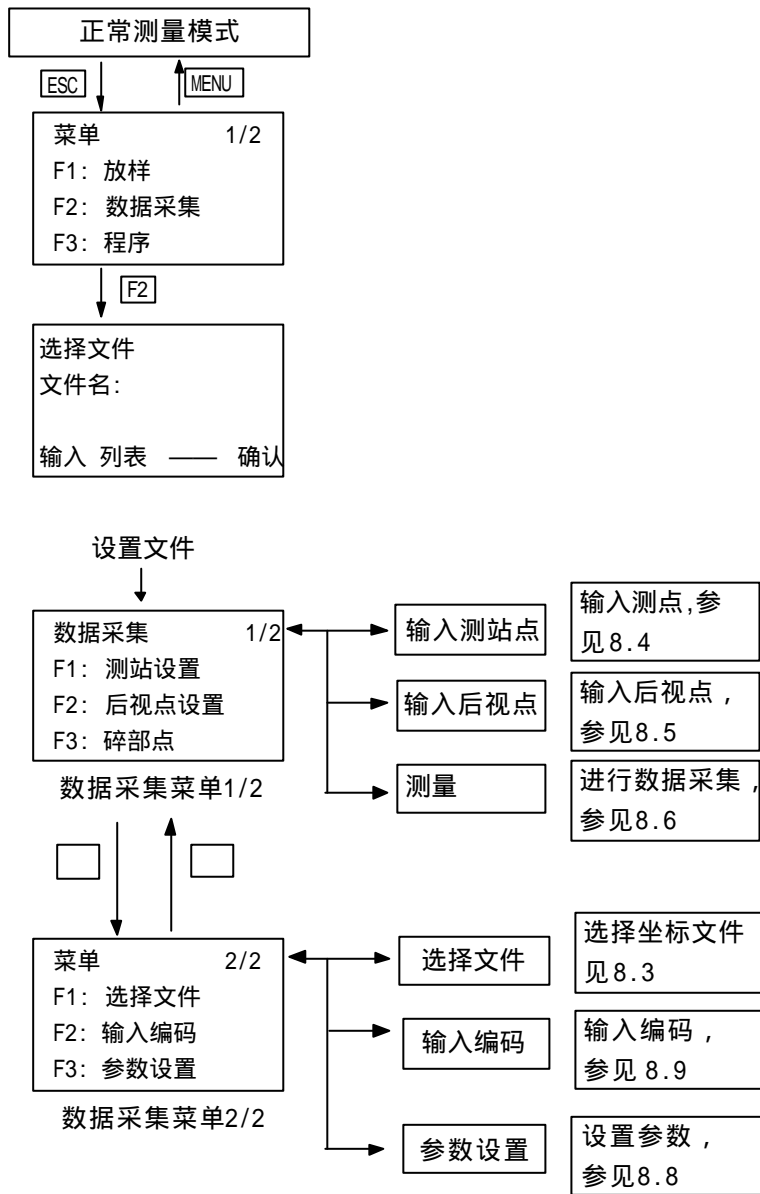 正常测量模式
ESC MENU
菜单 1/2
F1: 放样
F2: 数据采集
F3: 程序
F2
选择文件
文件名:
输入 列表 —— 确认
设置文件
数据采集 1/2
F1: 测站设置
F2: 后视点设置
F3: 碎部点
数据采集菜单1/2
输入测站点
输入测点,参
见8.4
输入后视点
输入后视点，
参见8.5
测量
进行数据采集，
参见8.6
菜单 2/2
F1: 选择文件
F2: 输入编码
F3: 参数设置
数据采集菜单2/2
选择文件
选择坐标文件
见8.3
输入编码
输入编码，
参见 8.9
参数设置
设置参数，
参见8.8